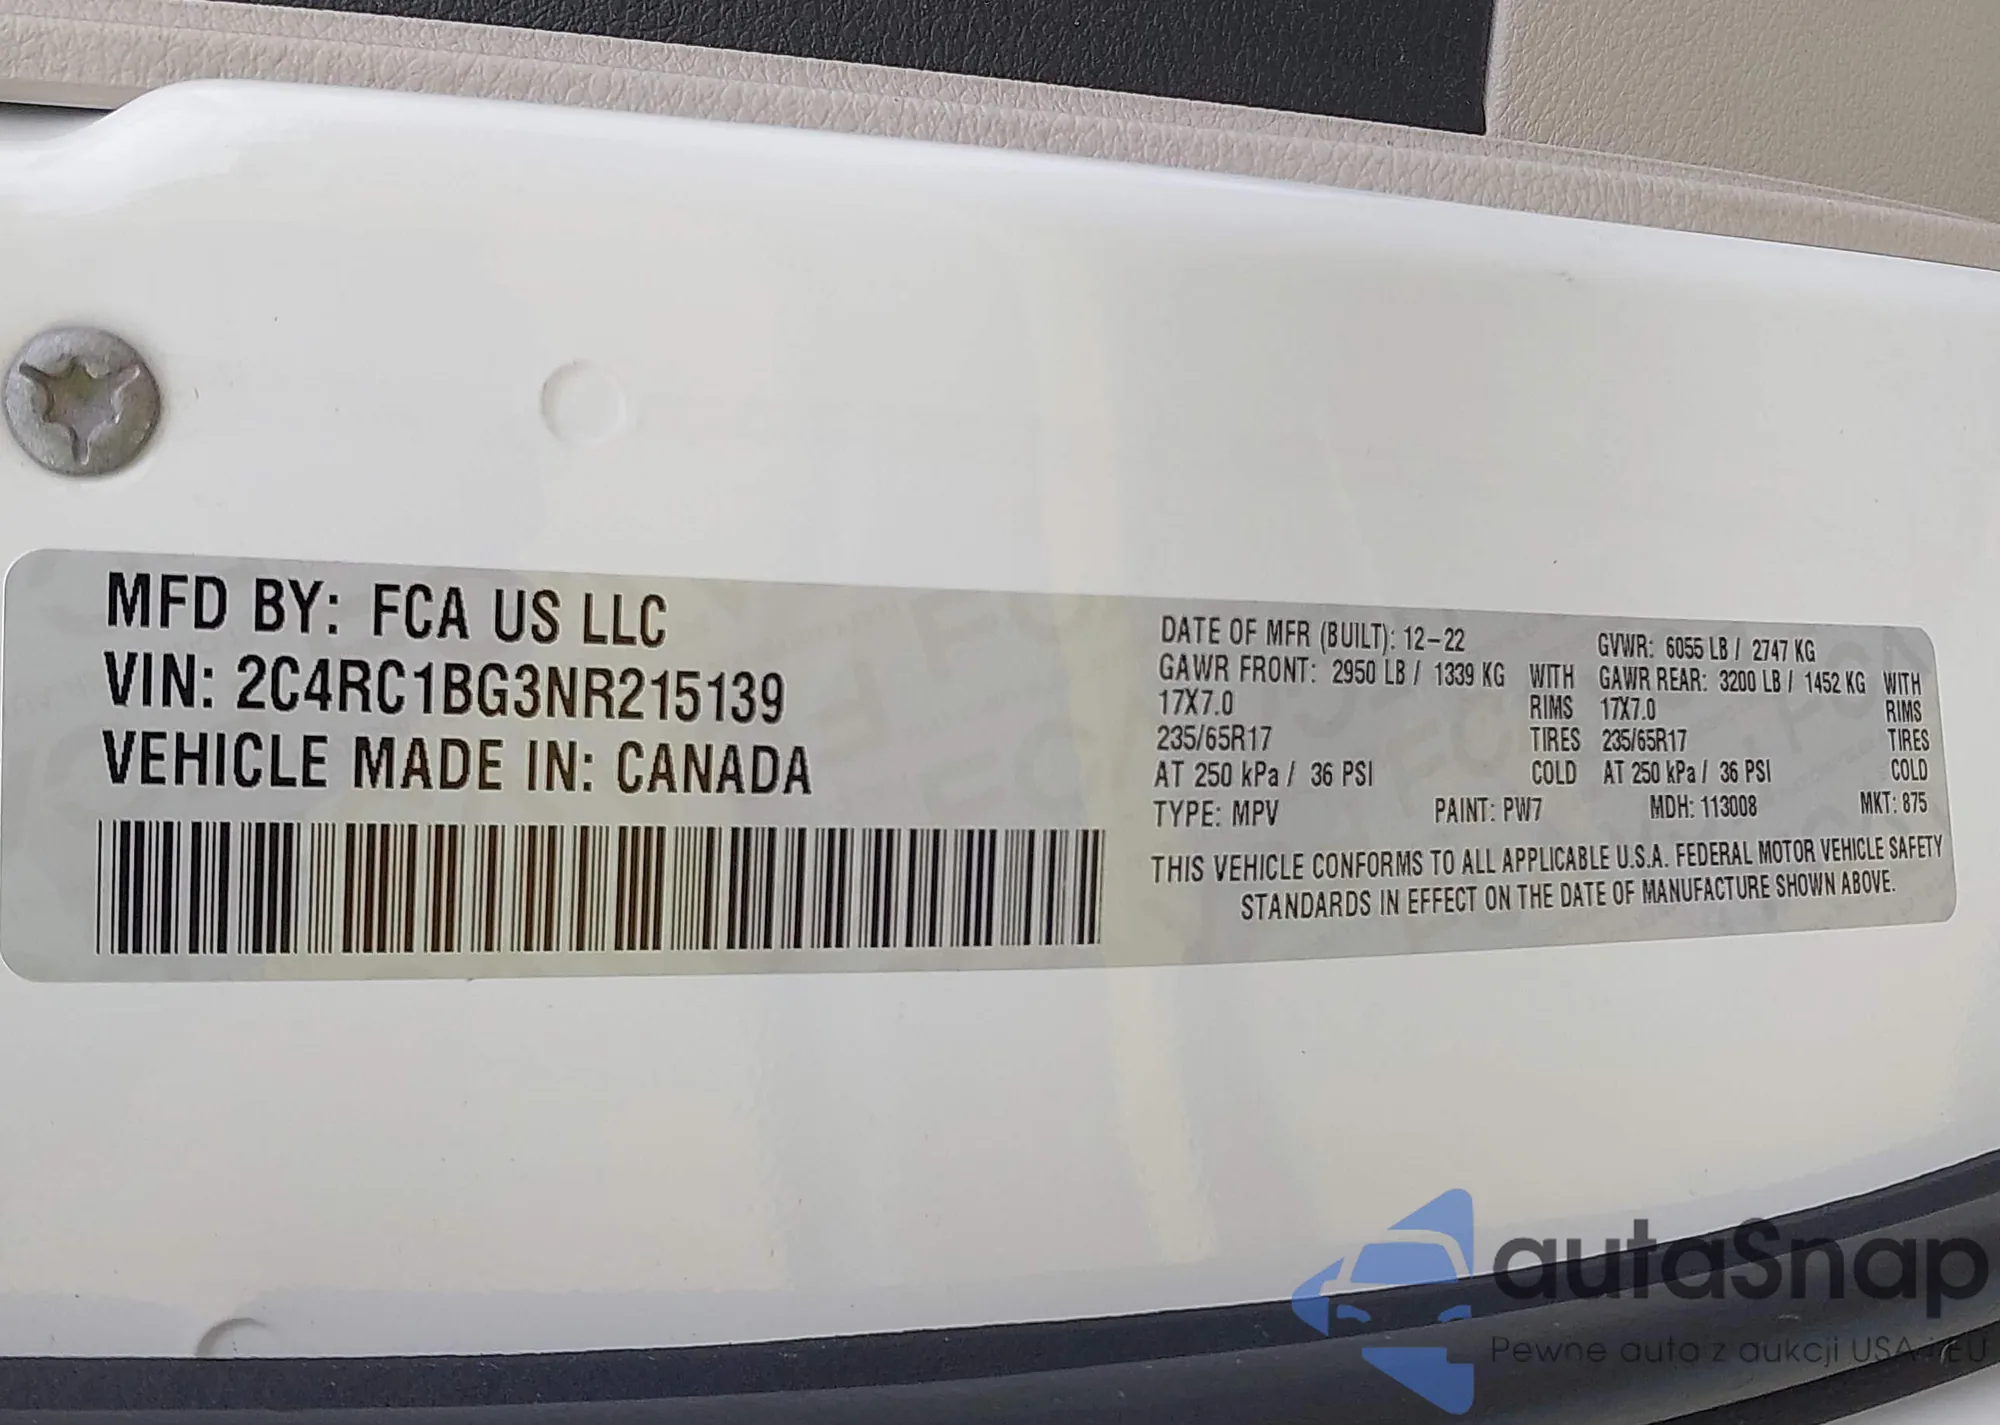 MFD BY: FCA US LLC
VIN: 2C4RC1BG3NR215139
VEHICLE MADE IN: CANADA
DATE OF MFR (BUILT): 12-22 GVWR: 6055 LB / 2747 KG
GAWR FRONT: 2950 LB / 1339 KG WITH GAWR REAR: 3200 LB / 1452 KG WITH
17X7.0 RIMS 17X7.0 RIMS
235/65R17 TIRES 235/65R17 TIRES
AT 250 kPa / 36 PSI COLD AT 250 kPa / 36 PSI COLD
TYPE: MPV PAINT: PW7 MDH: 113008 MKT: 875
THIS VEHICLE CONFORMS TO ALL APPLICABLE U.S.A. FEDERAL MOTOR VEHICLE SAFETY
STANDARDS IN EFFECT ON THE DATE OF MANUFACTURE SHOWN ABOVE.
autaSnap
Pewne auta z aukcji USA i EU